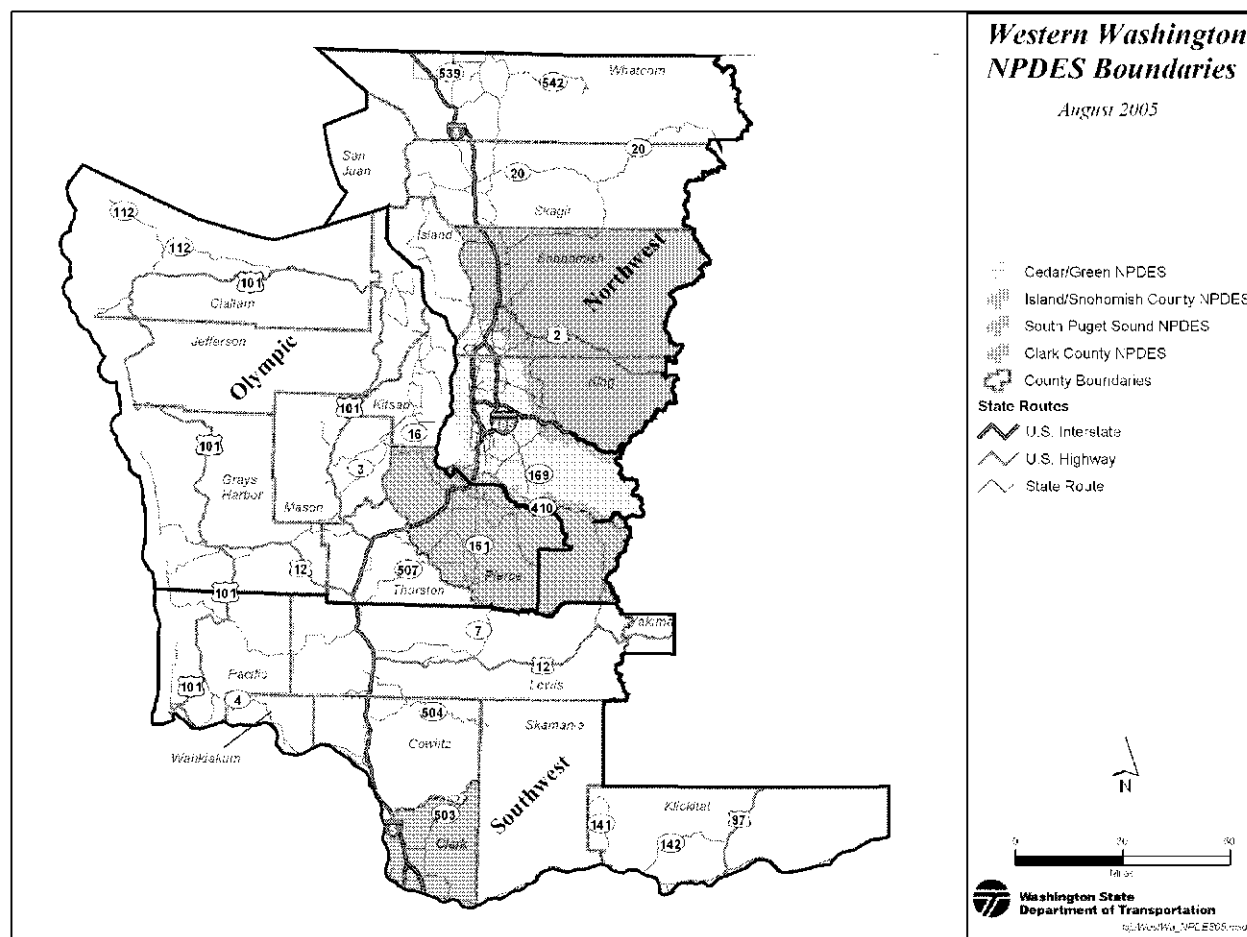 Western Washington
NPDES Boundaries
August 2005
Cedar/Green NPDES
Island/Snohomish County NPDES
South Puget Sound NPDES
Clark County NPDES
County Boundaries
State Routes
U.S. Interstate
U.S. Highway
State Route
N
0
Miles
Washington State
Department of Transportation
539
542
Whatcom
San
Juan
20
20
Skagit
112
112
Island
Snohomish
Northwest
101
Clallam
Jefferson
Olympic
2
King
101
Kitsap
16
101
3
169
Grays
Harbor
Mason
410
161
12
507
Pierce
Thurston
101
7
Yakima
12
Pacific
Lewis
101
4
504
Skamania
Cowlitz
Wahkiakum
Southwest
503
Clark
Klickitat
141
97
142